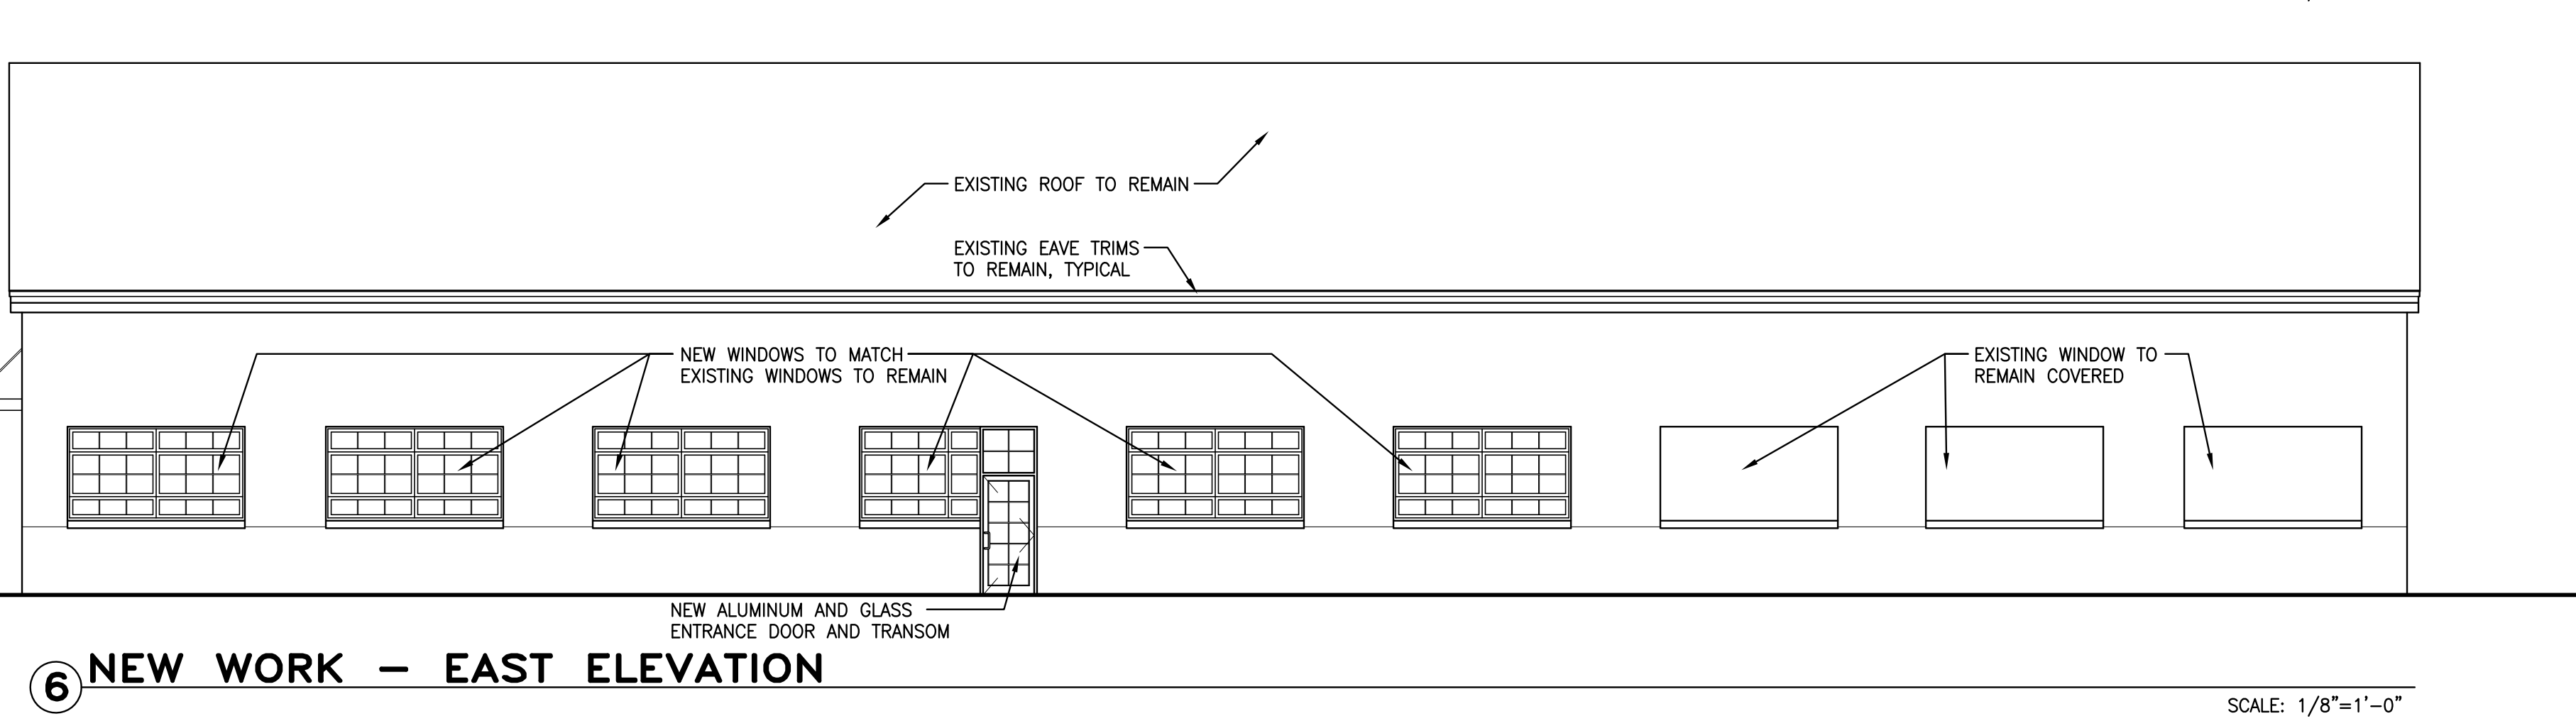 EXISTING ROOF TO REMAIN
EXISTING EAVE TRIMS
TO REMAIN, TYPICAL
NEW WINDOWS TO MATCH
EXISTING WINDOWS TO REMAIN
EXISTING WINDOW TO
REMAIN COVERED
NEW ALUMINUM AND GLASS
ENTRANCE DOOR AND TRANSOM
6 NEW WORK – EAST ELEVATION
SCALE: 1/8"=1'-0"